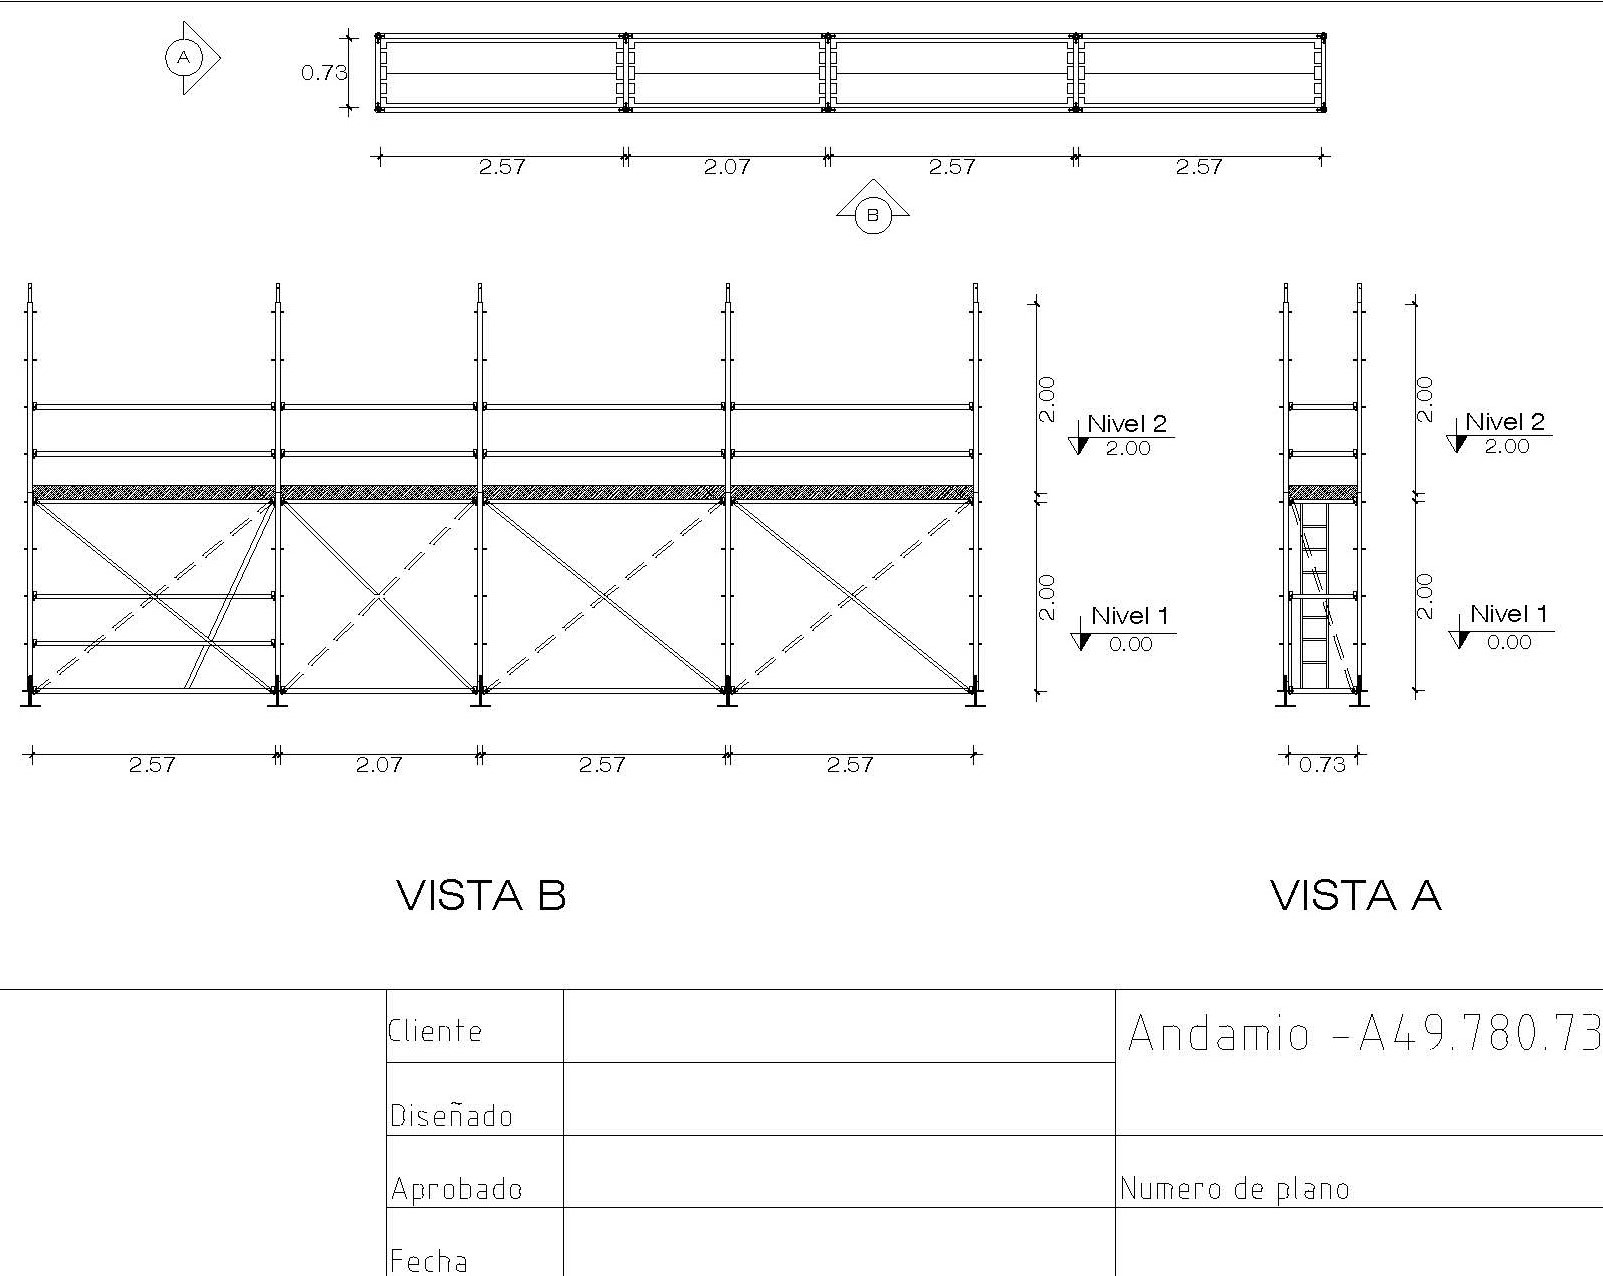 A
0.73
2.57 2.07 2.57 2.57
B
2.00
Nivel 2
2.00
2.00
Nivel 1
0.00
2.57 2.07 2.57 2.57
2.00
Nivel 2
2.00
2.00
Nivel 1
0.00
0.73
VISTA B
VISTA A
Cliente
Andamio -A49.780.73
Diseñado
Aprobado
Numero de plano
Fecha